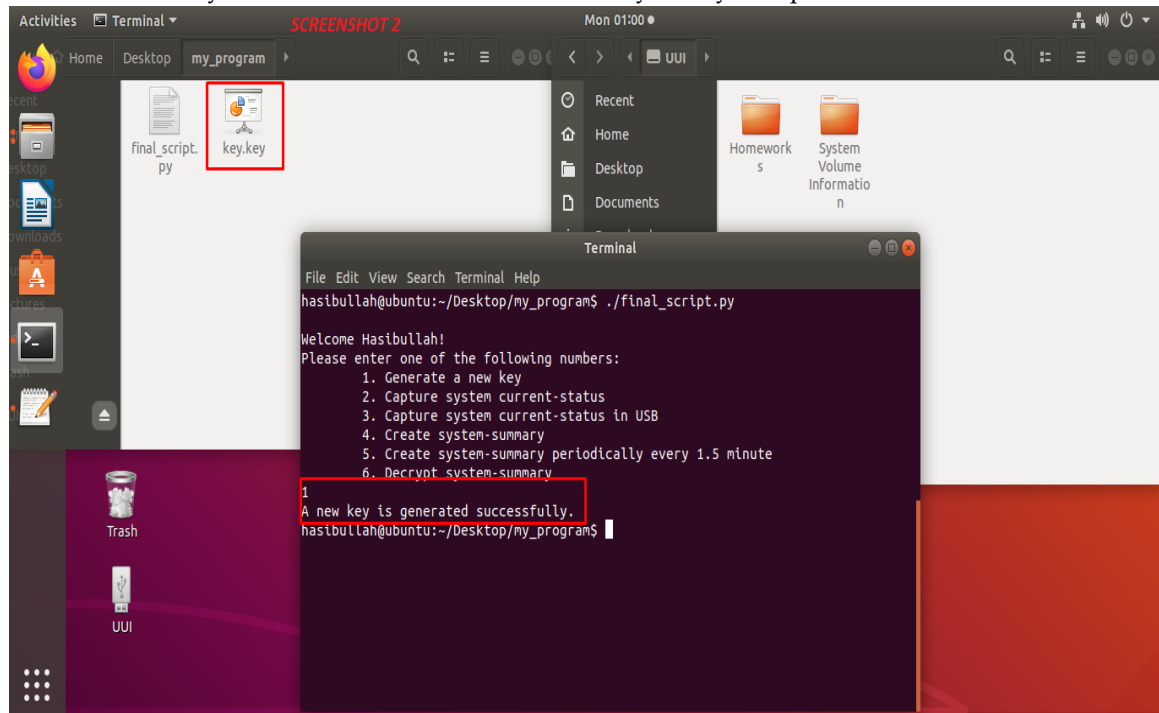 Activities Terminal
SCREENSHOT 2
Mon 01:00
Home Desktop my_program
UUI
final_script.
py
key.key
Recent
Home
Desktop
Documents
Homework
s
System
Volume
Informatio
n
Terminal
File Edit View Search Terminal Help
hasibullah@ubuntu:~/Desktop/my_program$ ./final_script.py
Welcome Hasibullah!
Please enter one of the following numbers:
1. Generate a new key
2. Capture system current-status
3. Capture system current-status in USB
4. Create system-summary
5. Create system-summary periodically every 1.5 minute
6. Decrypt system-summary
1
A new key is generated successfully.
hasibullah@ubuntu:~/Desktop/my_program$
Trash
UUI